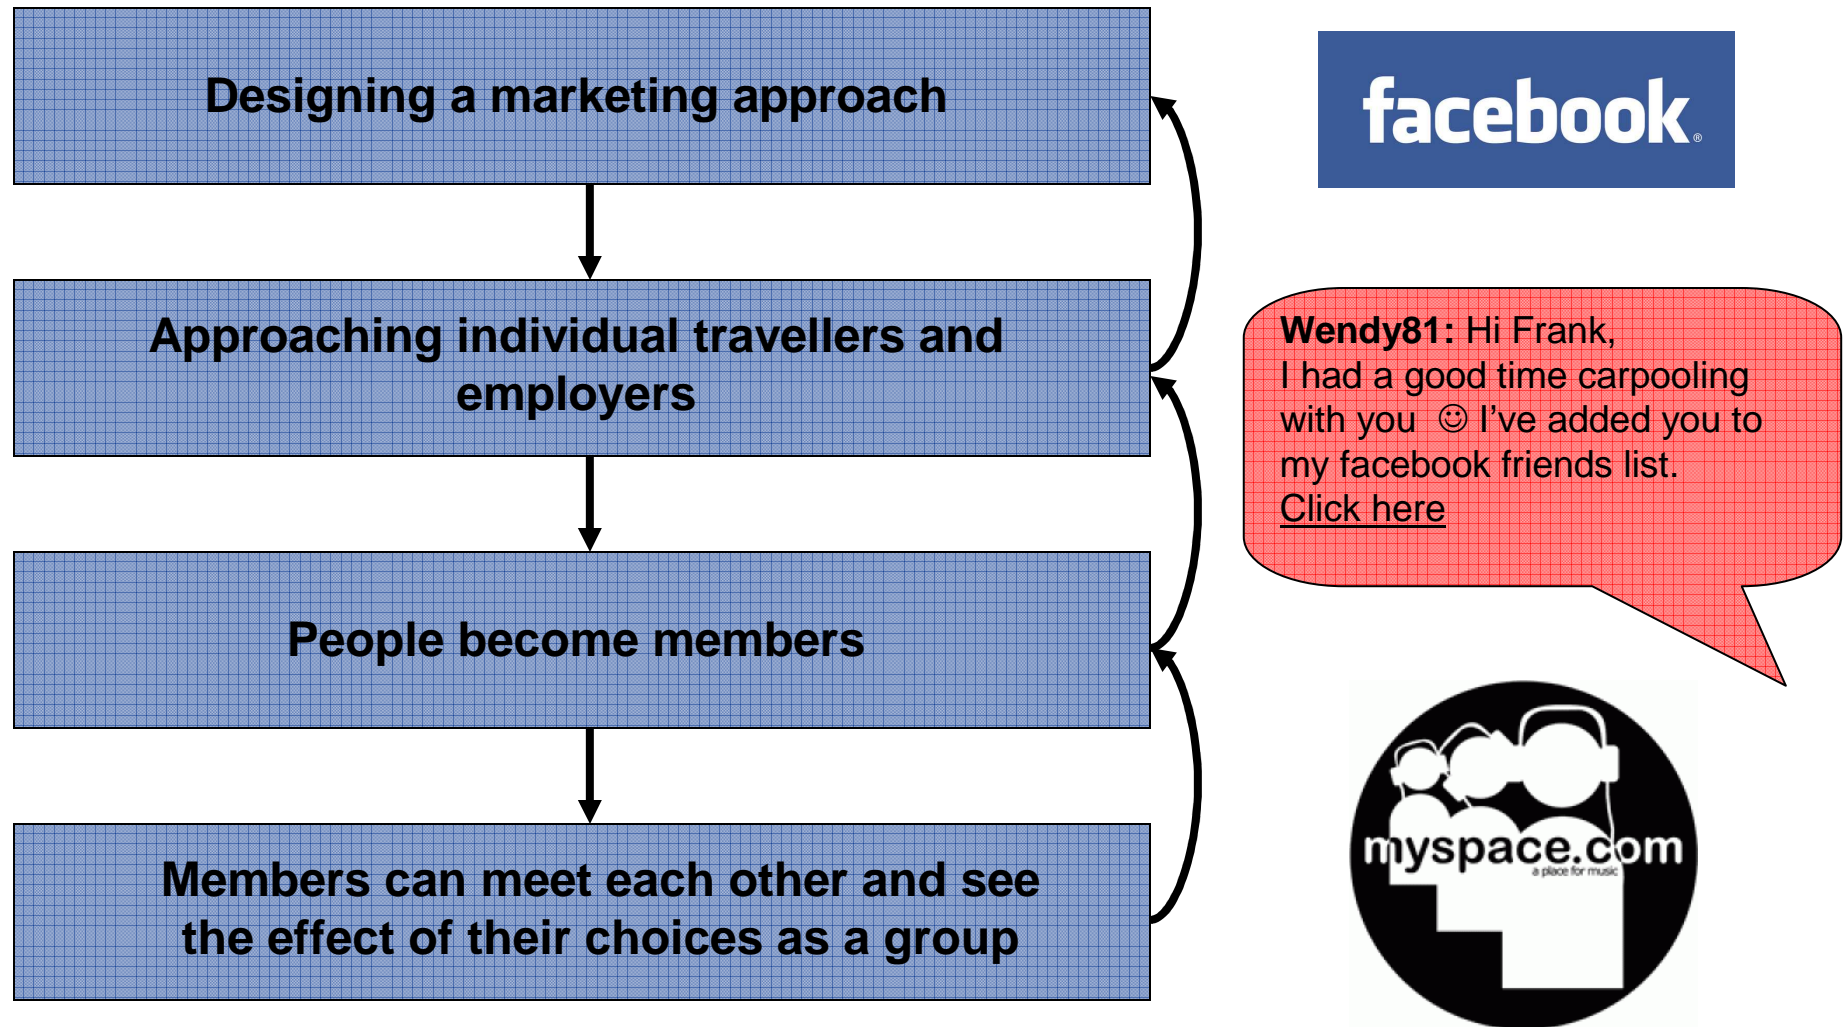 Designing a marketing approach
Approaching individual travellers and
employers
People become members
Members can meet each other and see
the effect of their choices as a group
facebook®
Wendy81: Hi Frank,
I had a good time carpooling
with you ☺ I’ve added you to
my facebook friends list.
Click here
myspace.com
a place for music